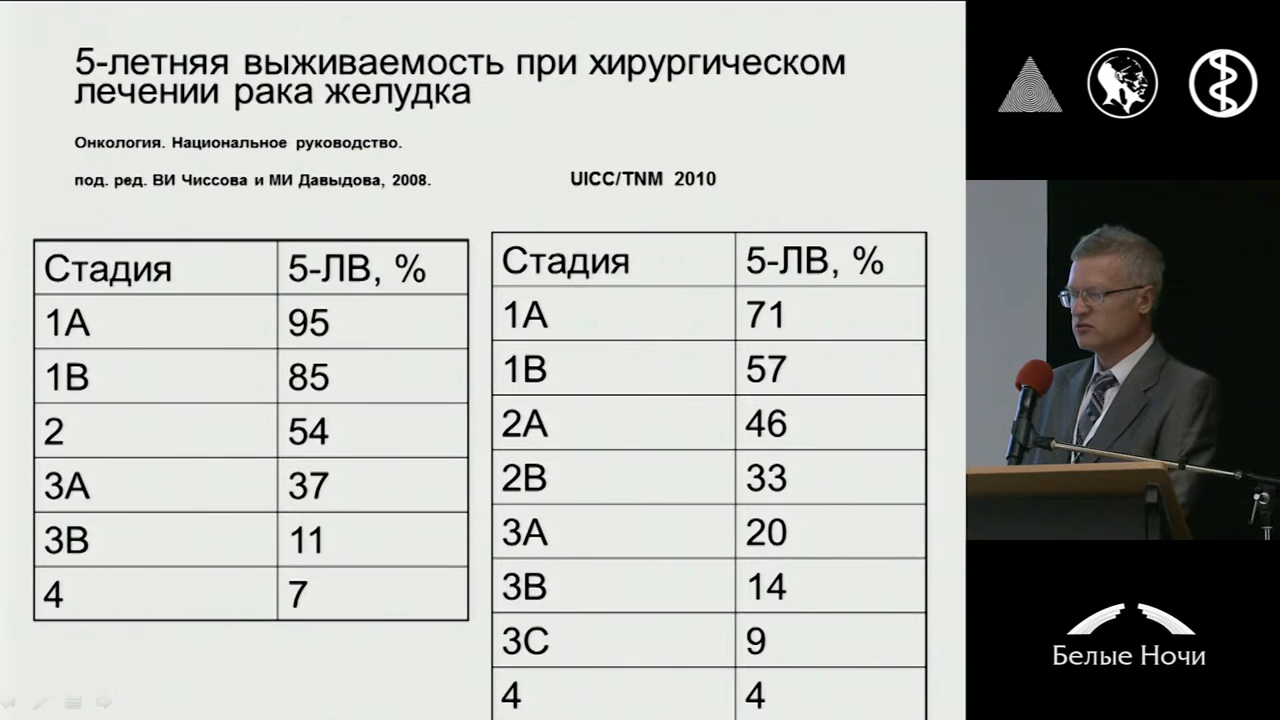 5-летняя выживаемость при хирургическом
лечении рака желудка
Онкология. Национальное руководство.
под. ред. ВИ Чиссова и МИ Давыдова, 2008.
UICC/TNM 2010
Стадия 5-ЛВ, %
1А 95
1В 85
2 54
3А 37
3В 11
4 7
Стадия 5-ЛВ, %
1А 71
1В 57
2А 46
2В 33
3А 20
3В 14
3С 9
4 4
Белые Ночи